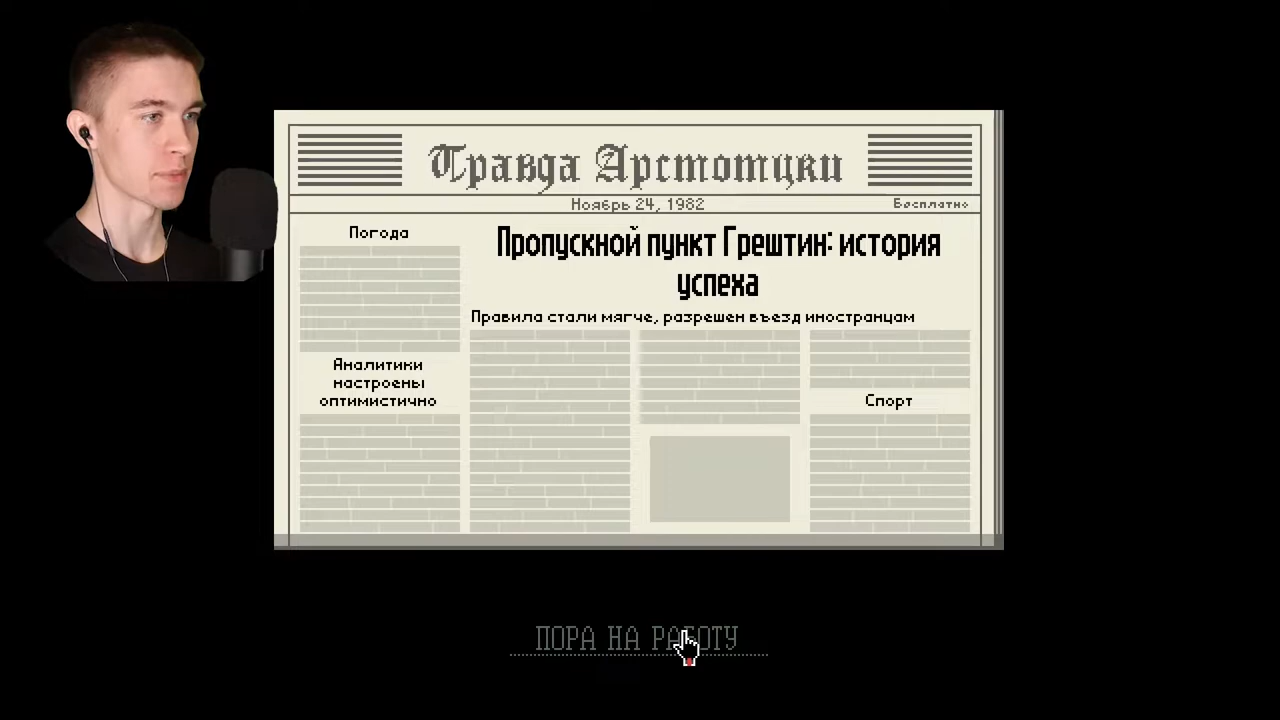 Правда Арстотцки
Ноябрь 24, 1982
Бесплатно
Погода
Аналитики
настроены
оптимистично
Пропускной пункт Грештин: история
успеха
Правила стали мягче, разрешен въезд иностранцам
Спорт
ПОРА НА РАБОТУ